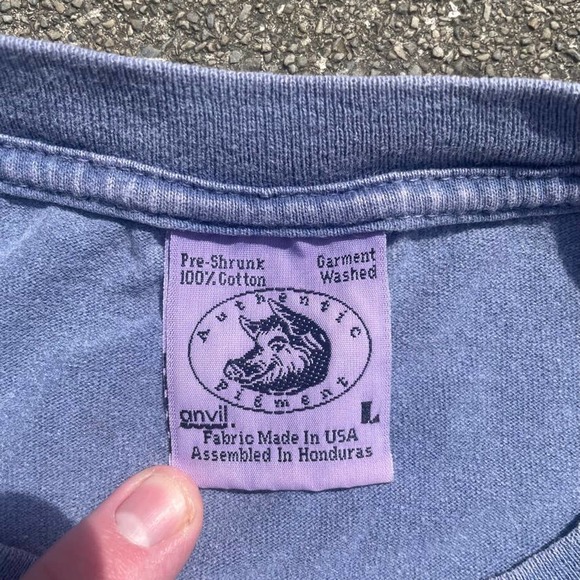 Pre-Shrunk Garment
100% Cotton Washed
Authentic
Pigment
anvil. L
Fabric Made In USA
Assembled In Honduras